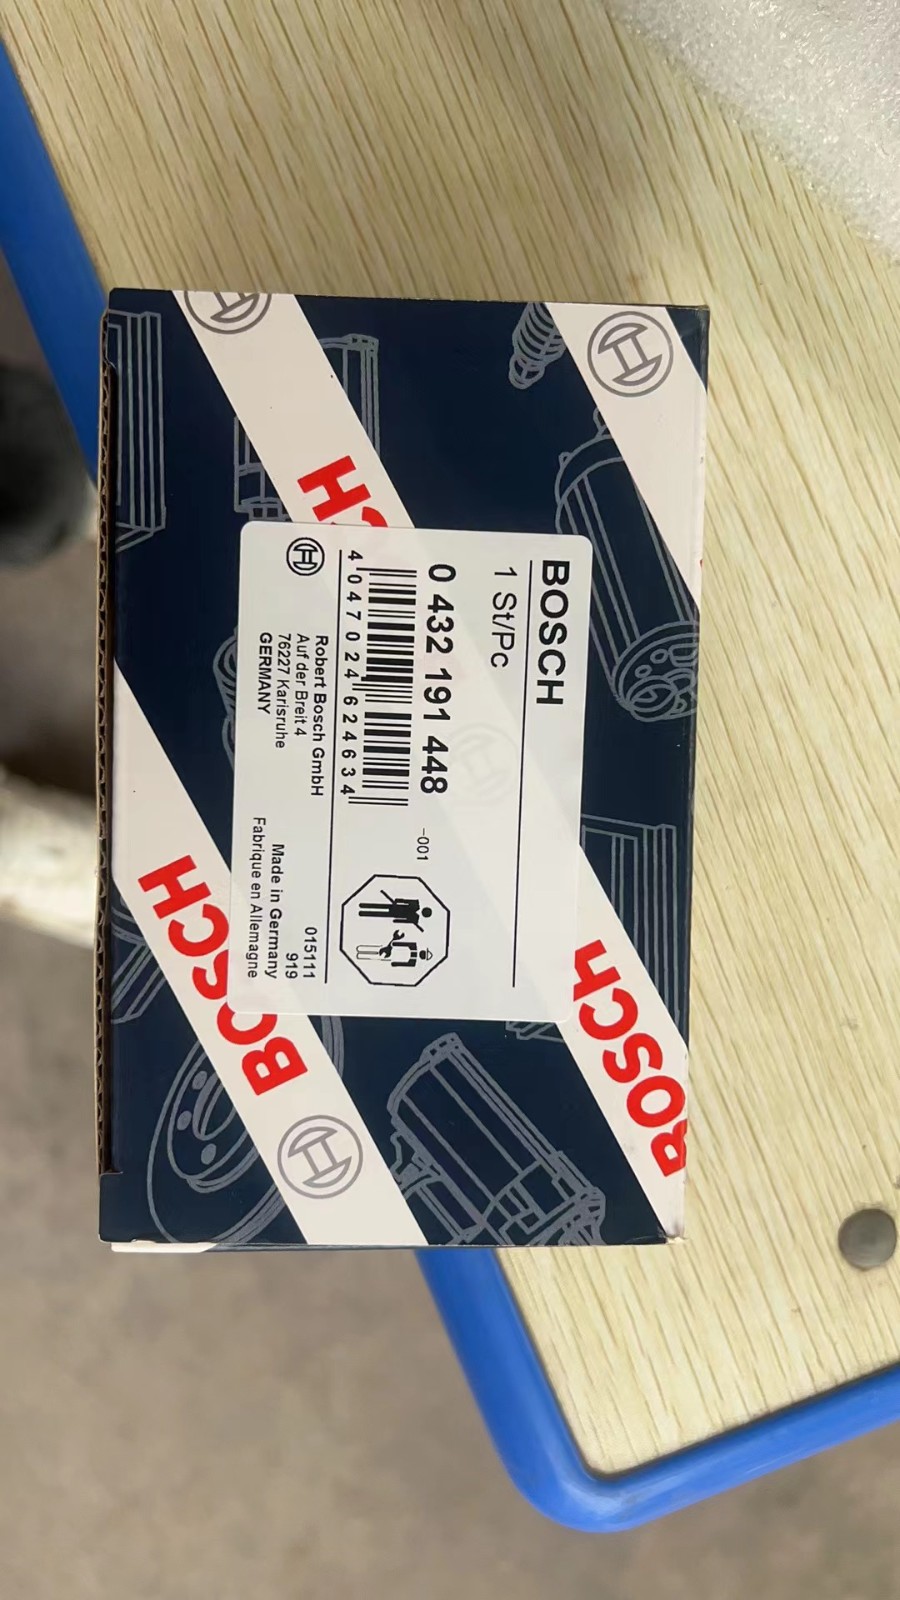 BOSCH
1 St/Pc
0 432 191 448
-001
4 047024 624634
Robert Bosch GmbH
Auf der Breit 4
76227 Karlsruhe
GERMANY
015111
919
Made in Germany
Fabrique en Allemagne
BOSCH
BOSCH
CH